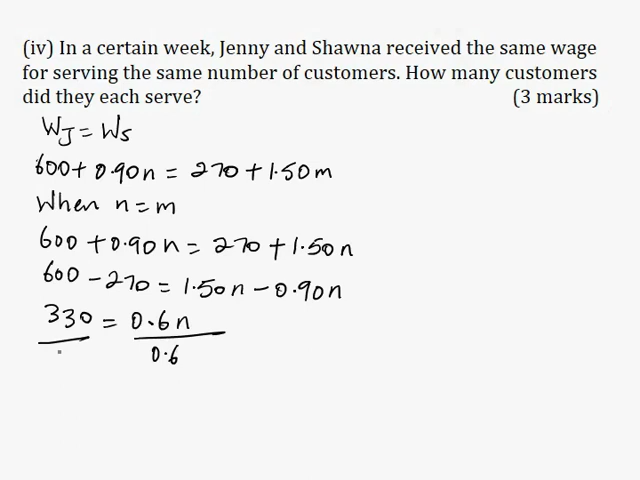 (iv) In a certain week, Jenny and Shawna received the same wage
for serving the same number of customers. How many customers
did they each serve? (3 marks)
WJ = WS
600 + 0.90n = 270 + 1.50m
When n = m
600 + 0.90n = 270 + 1.50n
600 - 270 = 1.50n - 0.90n
330 = 0.6n
0.6